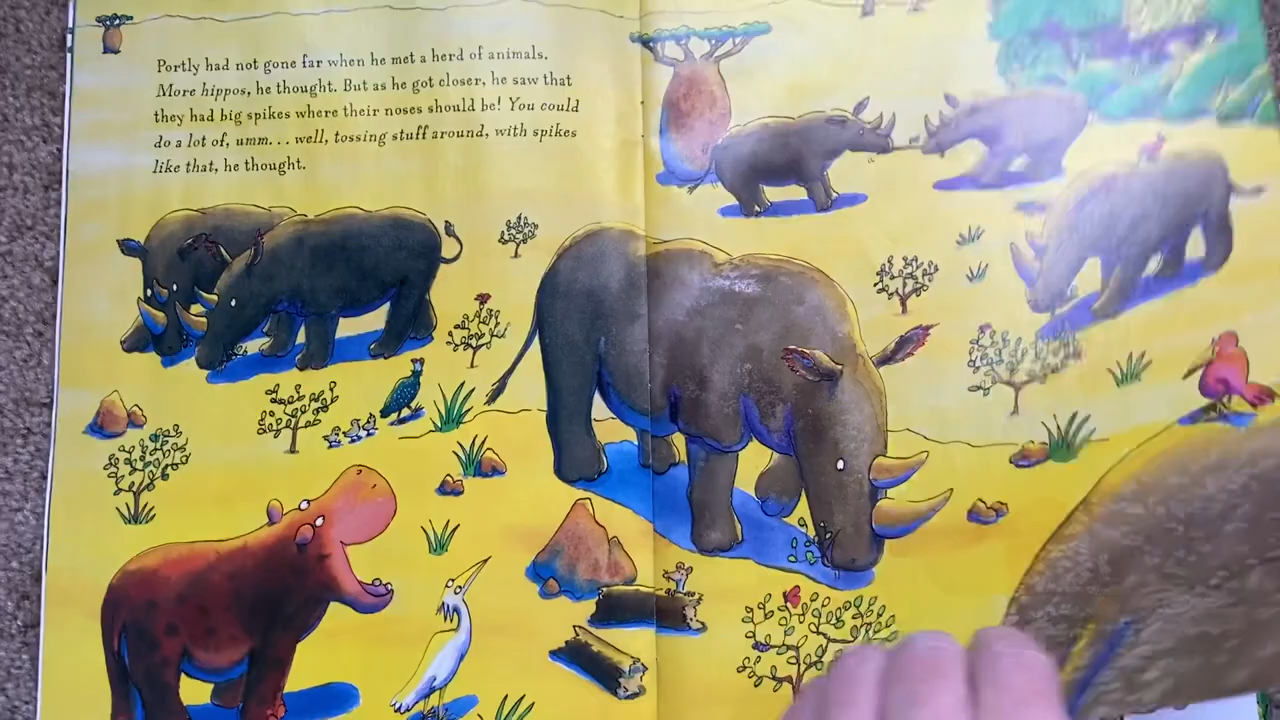 Portly had not gone far when he met a herd of animals.
More hippos, he thought. But as he got closer, he saw that
they had big spikes where their noses should be! You could
do a lot of, umm. . . well, tossing stuff around, with spikes
like that, he thought.